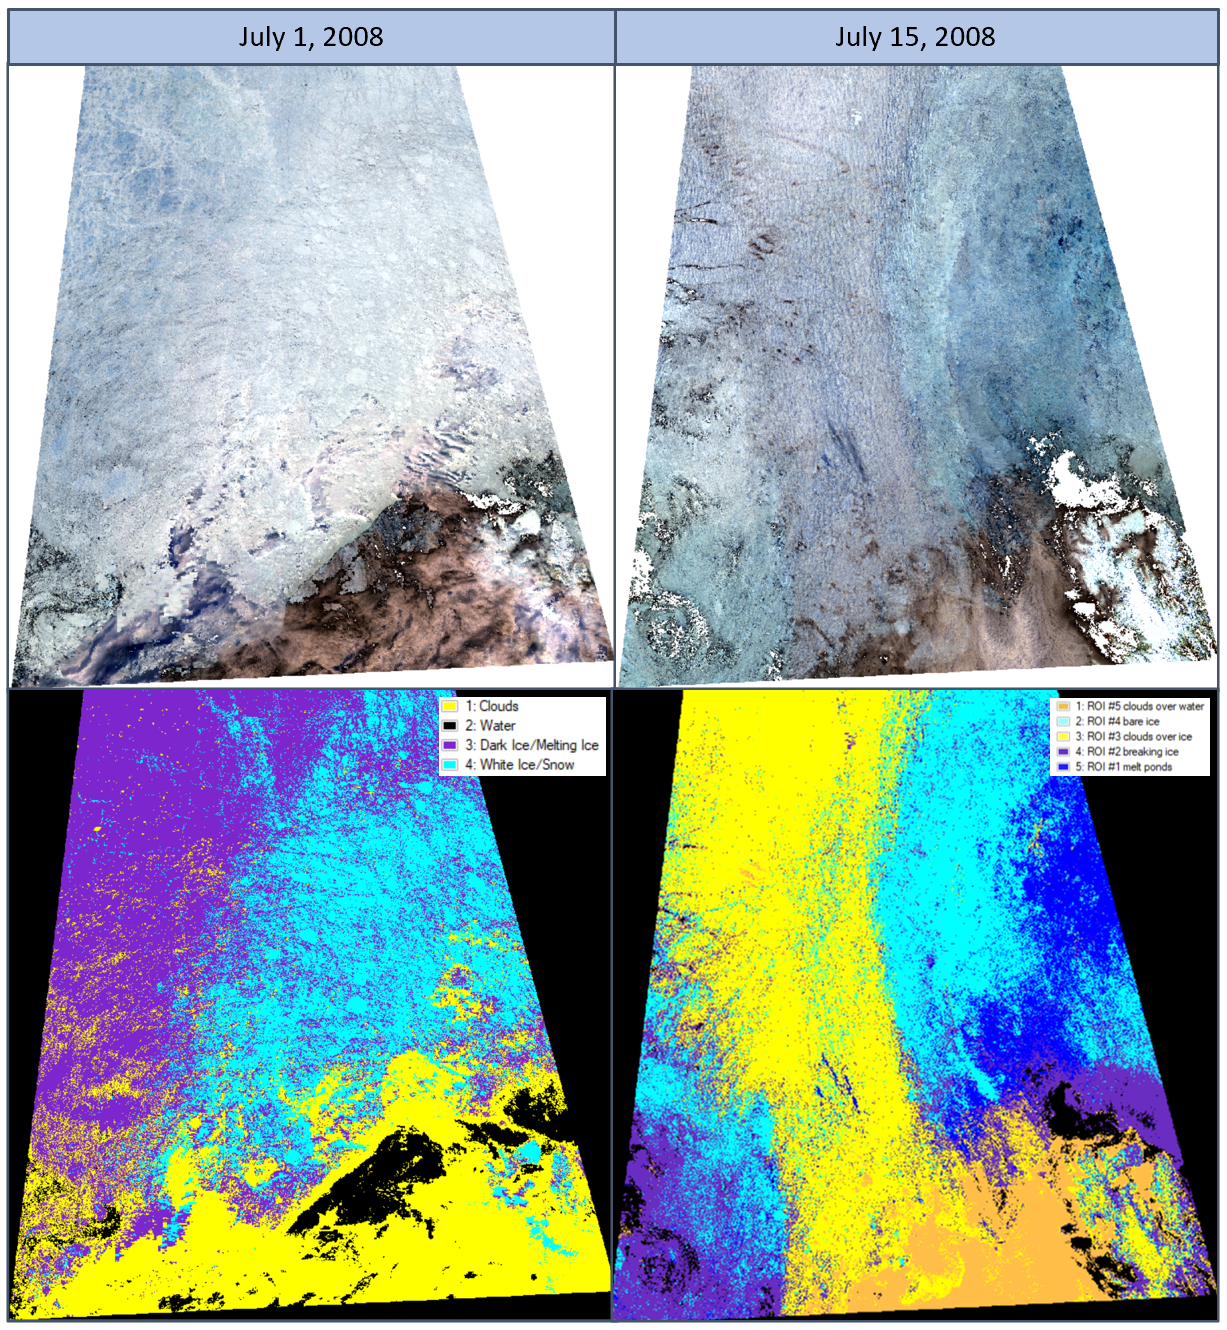 July 1, 2008
July 15, 2008
1: Clouds
2: Water
3: Dark Ice/Melting Ice
4: White Ice/Snow
1: ROI #5 clouds over water
2: ROI #4 bare ice
3: ROI #3 clouds over ice
4: ROI #2 breaking ice
5: ROI #1 melt ponds